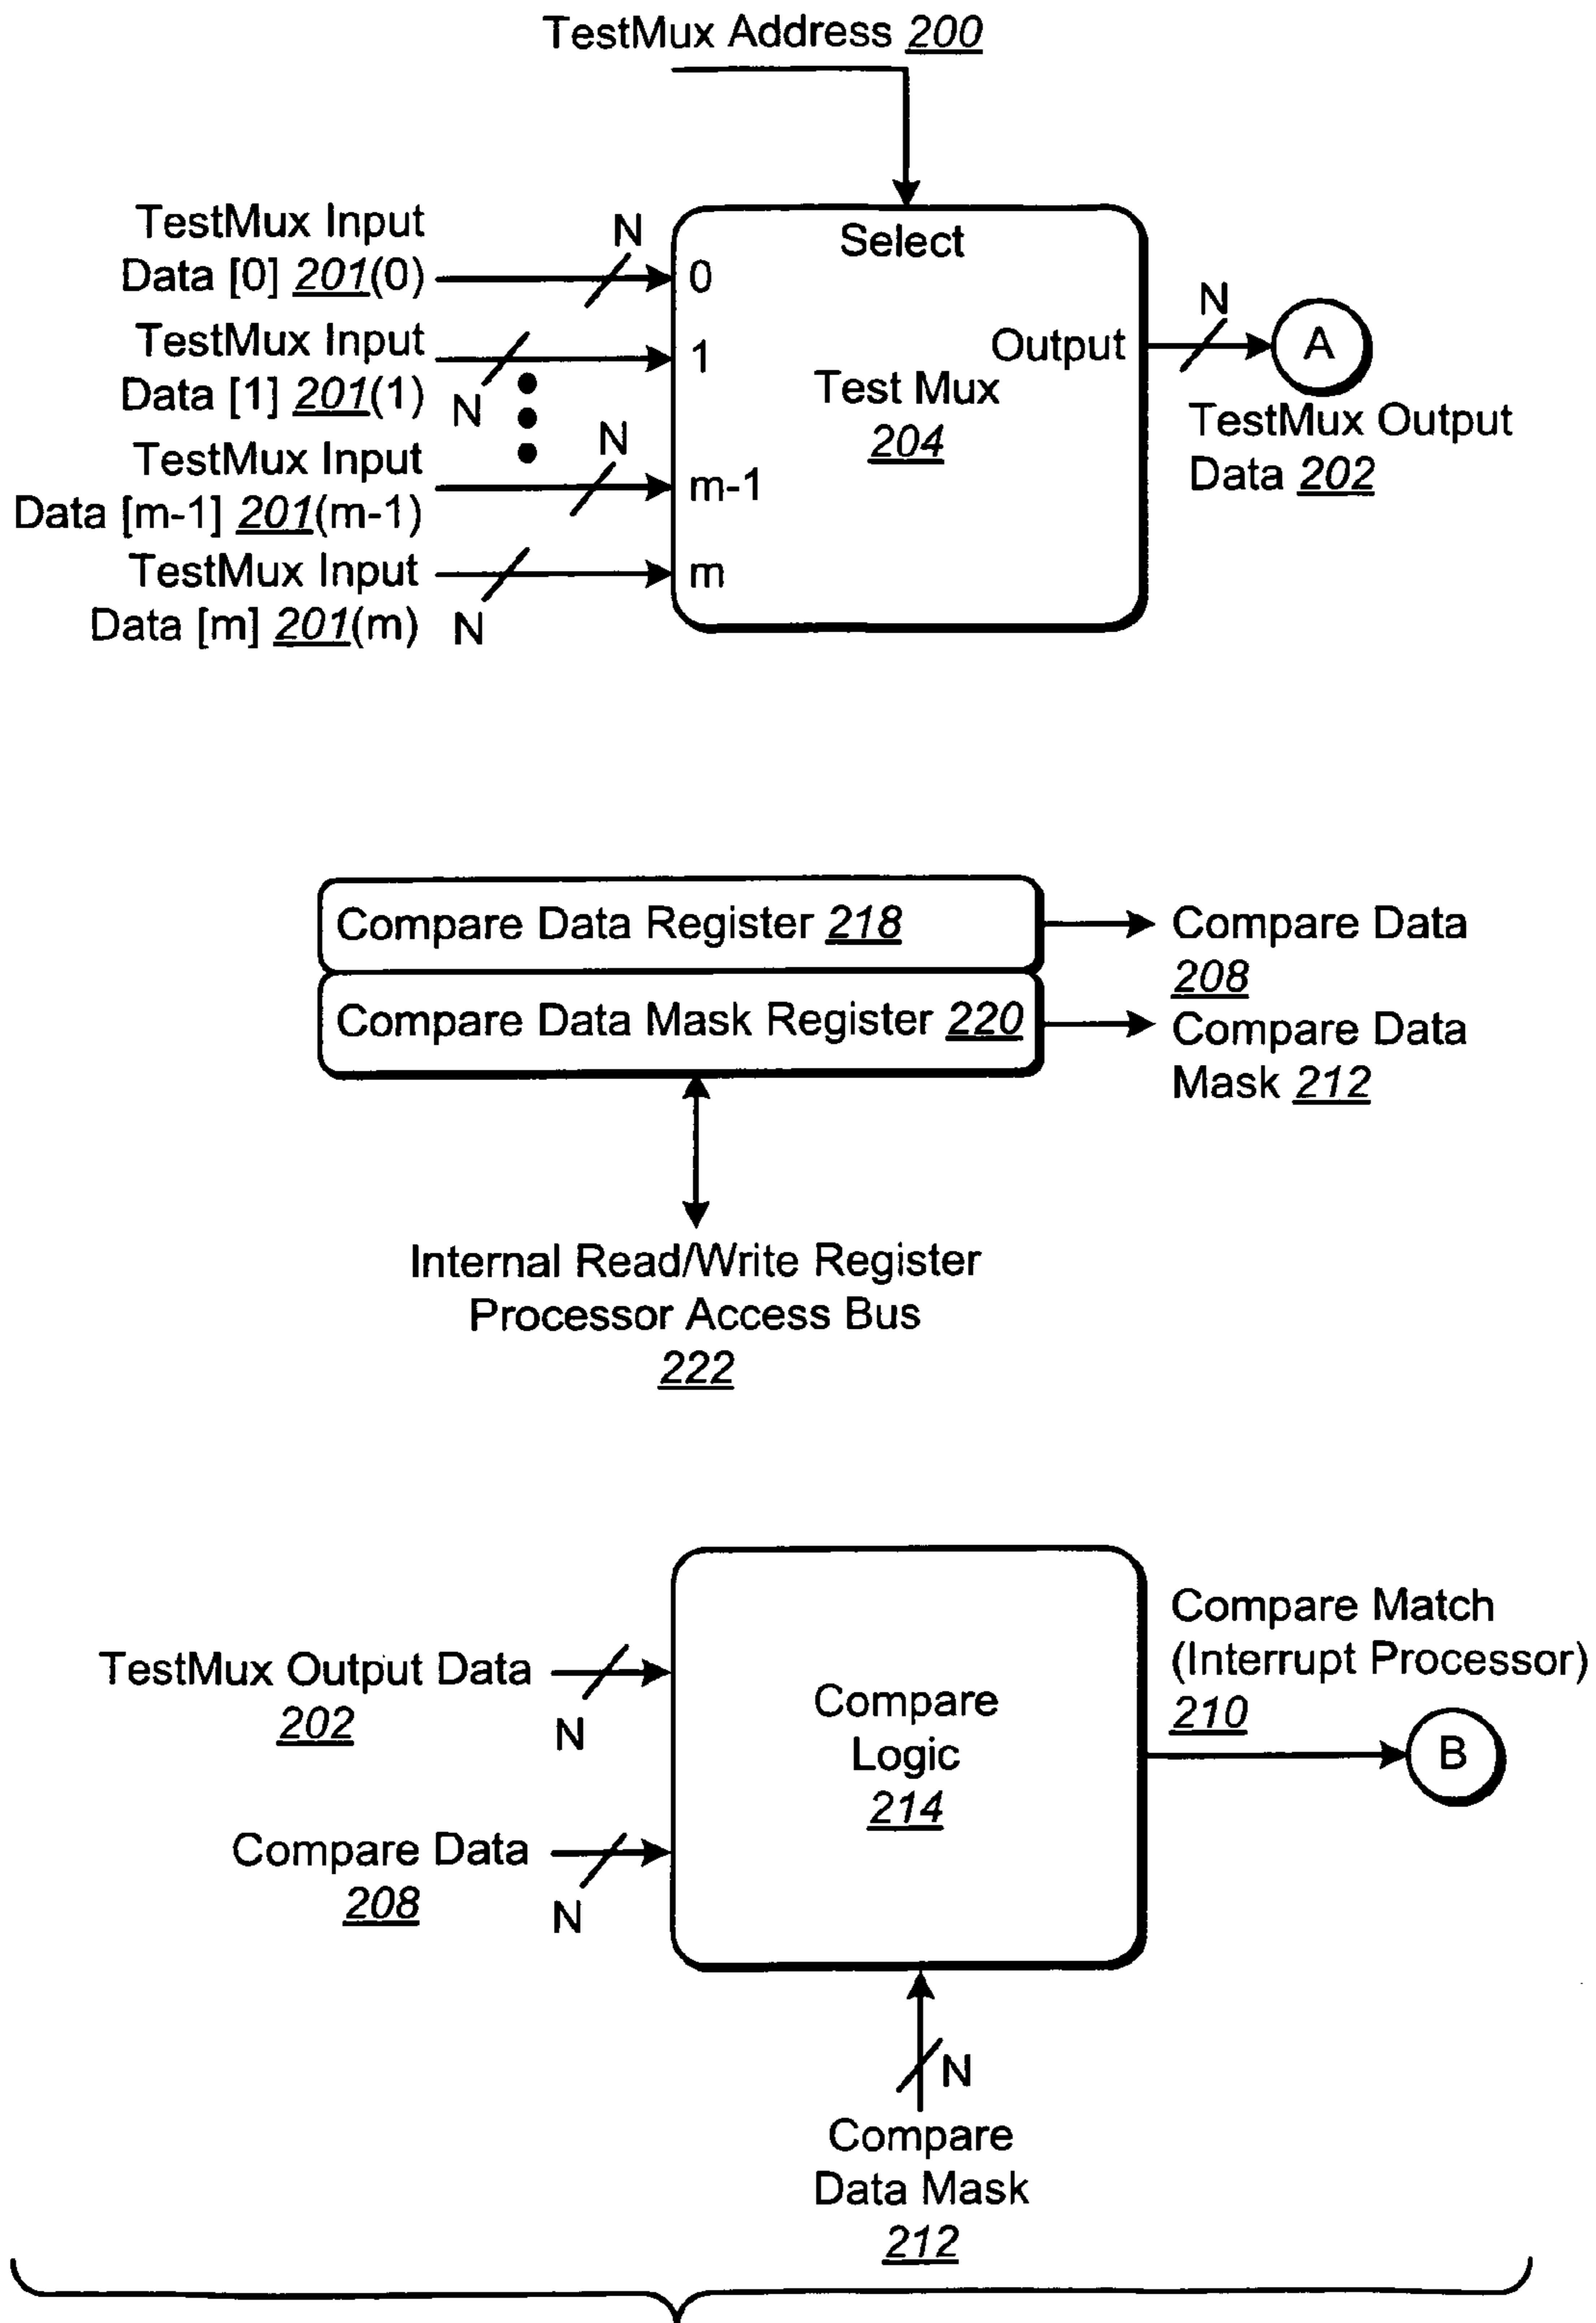 TestMux Address 200
TestMux Input
Data [0] 201(0)
N
0
Select
TestMux Input
Data [1] 201(1)
N
1
Output
N
A
Test Mux
204
TestMux Output
Data 202
TestMux Input
Data [m-1] 201(m-1)
N
m-1
TestMux Input
Data [m] 201(m)
N
m
Compare Data Register 218
Compare Data
208
Compare Data Mask Register 220
Compare Data
Mask 212
Internal Read/Write Register
Processor Access Bus
222
TestMux Output Data
202
N
Compare
Logic
214
Compare Match
(Interrupt Processor)
210
B
Compare Data
208
N
N
Compare
Data Mask
212